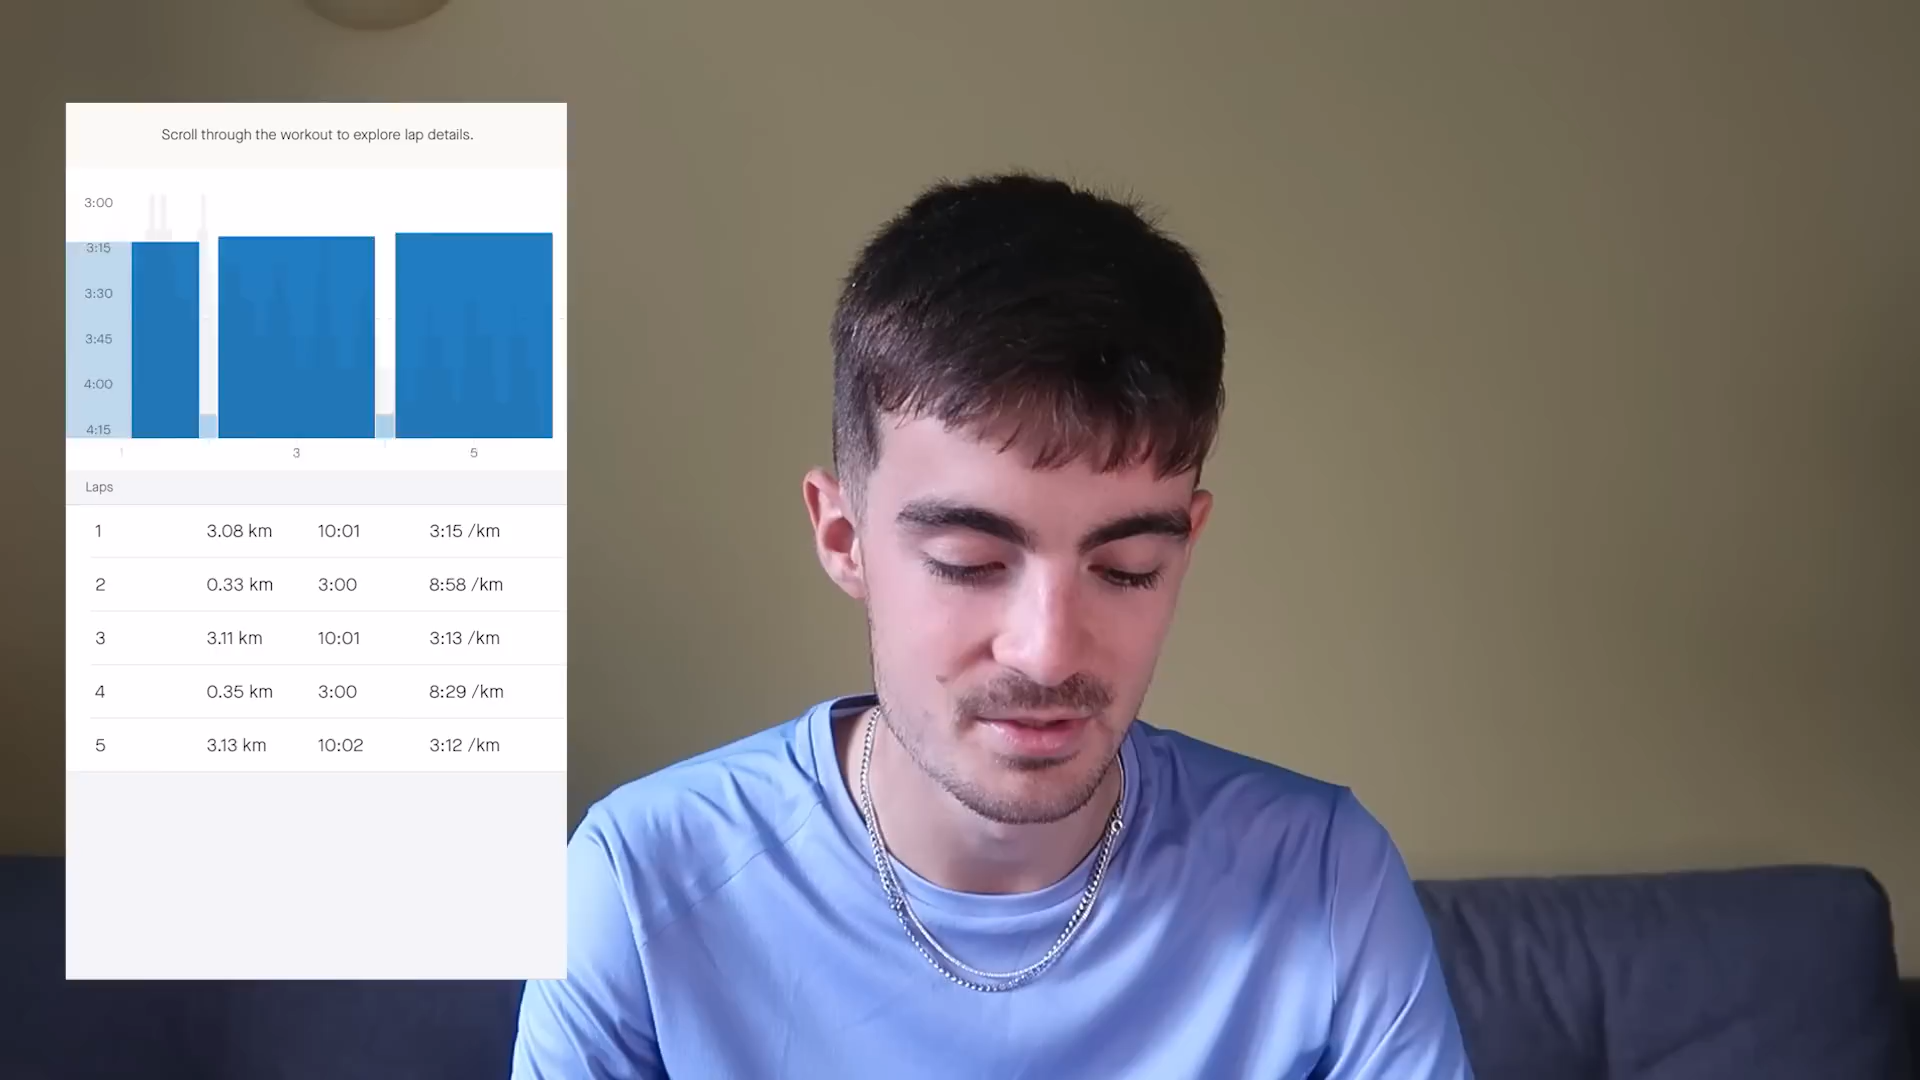 Scroll through the workout to explore lap details.
3:00
3:15
3:30
3:45
4:00
4:15
1 3 5
Laps
1 3.08 km 10:01 3:15 /km
2 0.33 km 3:00 8:58 /km
3 3.11 km 10:01 3:13 /km
4 0.35 km 3:00 8:29 /km
5 3.13 km 10:02 3:12 /km